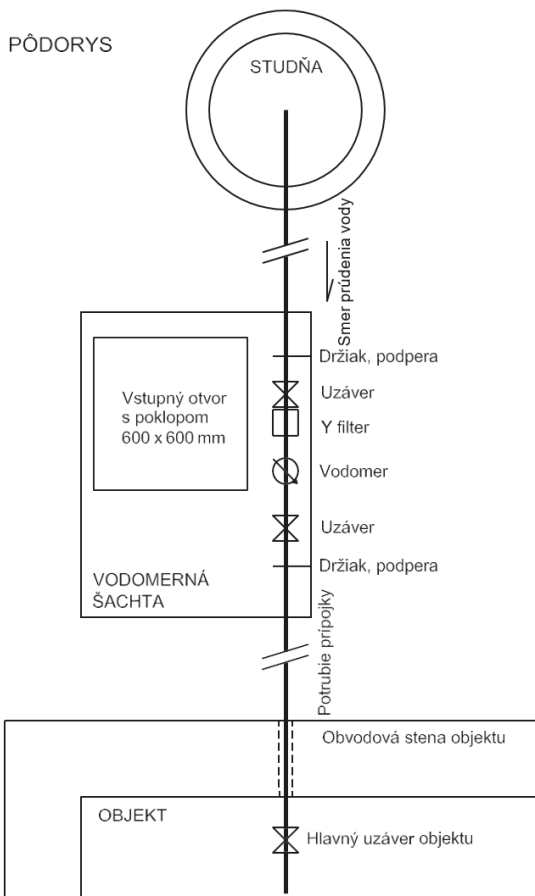 PÔDORYS
STUDŇA
Smer prúdenia vody
Držiak, podpera
Uzáver
Vstupný otvor
s poklopom
600 x 600 mm
Y filter
Vodomer
Uzáver
Držiak, podpera
VODOMERNÁ
ŠACHTA
Potrubie prípojky
Obvodová stena objektu
OBJEKT
Hlavný uzáver objektu